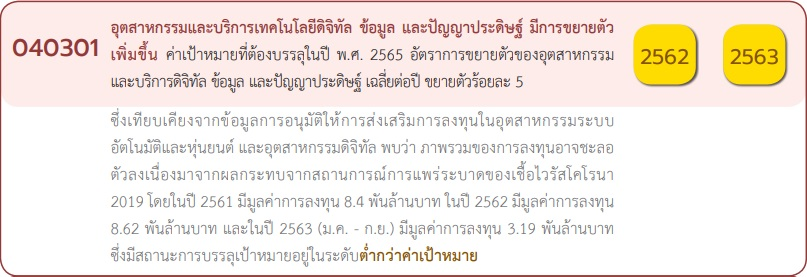 040301
อุตสาหกรรมและบริการเทคโนโลยีดิจิทัล ข้อมูล และปัญญาประดิษฐ์ มีการขยายตัว
เพิ่มขึ้น ค่าเป้าหมายที่ต้องบรรลุในปี พ.ศ. 2565 อัตราการขยายตัวของอุตสาหกรรม
และบริการดิจิทัล ข้อมูล และปัญญาประดิษฐ์ เฉลี่ยต่อปี ขยายตัวร้อยละ 5
2562
2563
ซึ่งเทียบเคียงจากข้อมูลการอนุมัติให้การส่งเสริมการลงทุนในอุตสาหกรรมระบบ
อัตโนมัติและหุ่นยนต์ และอุตสาหกรรมดิจิทัล พบว่า ภาพรวมของการลงทุนอาจชะลอ
ตัวลงเนื่องมาจากผลกระทบจากสถานการณ์การแพร่ระบาดของเชื้อไวรัสโคโรนา
2019 โดยในปี 2561 มีมูลค่าการลงทุน 8.4 พันล้านบาท ในปี 2562 มีมูลค่าการลงทุน
8.62 พันล้านบาท และในปี 2563 (ม.ค. - ก.ย.) มีมูลค่าการลงทุน 3.19 พันล้านบาท
ซึ่งมีสถานะการบรรลุเป้าหมายอยู่ในระดับต่ำกว่าค่าเป้าหมาย